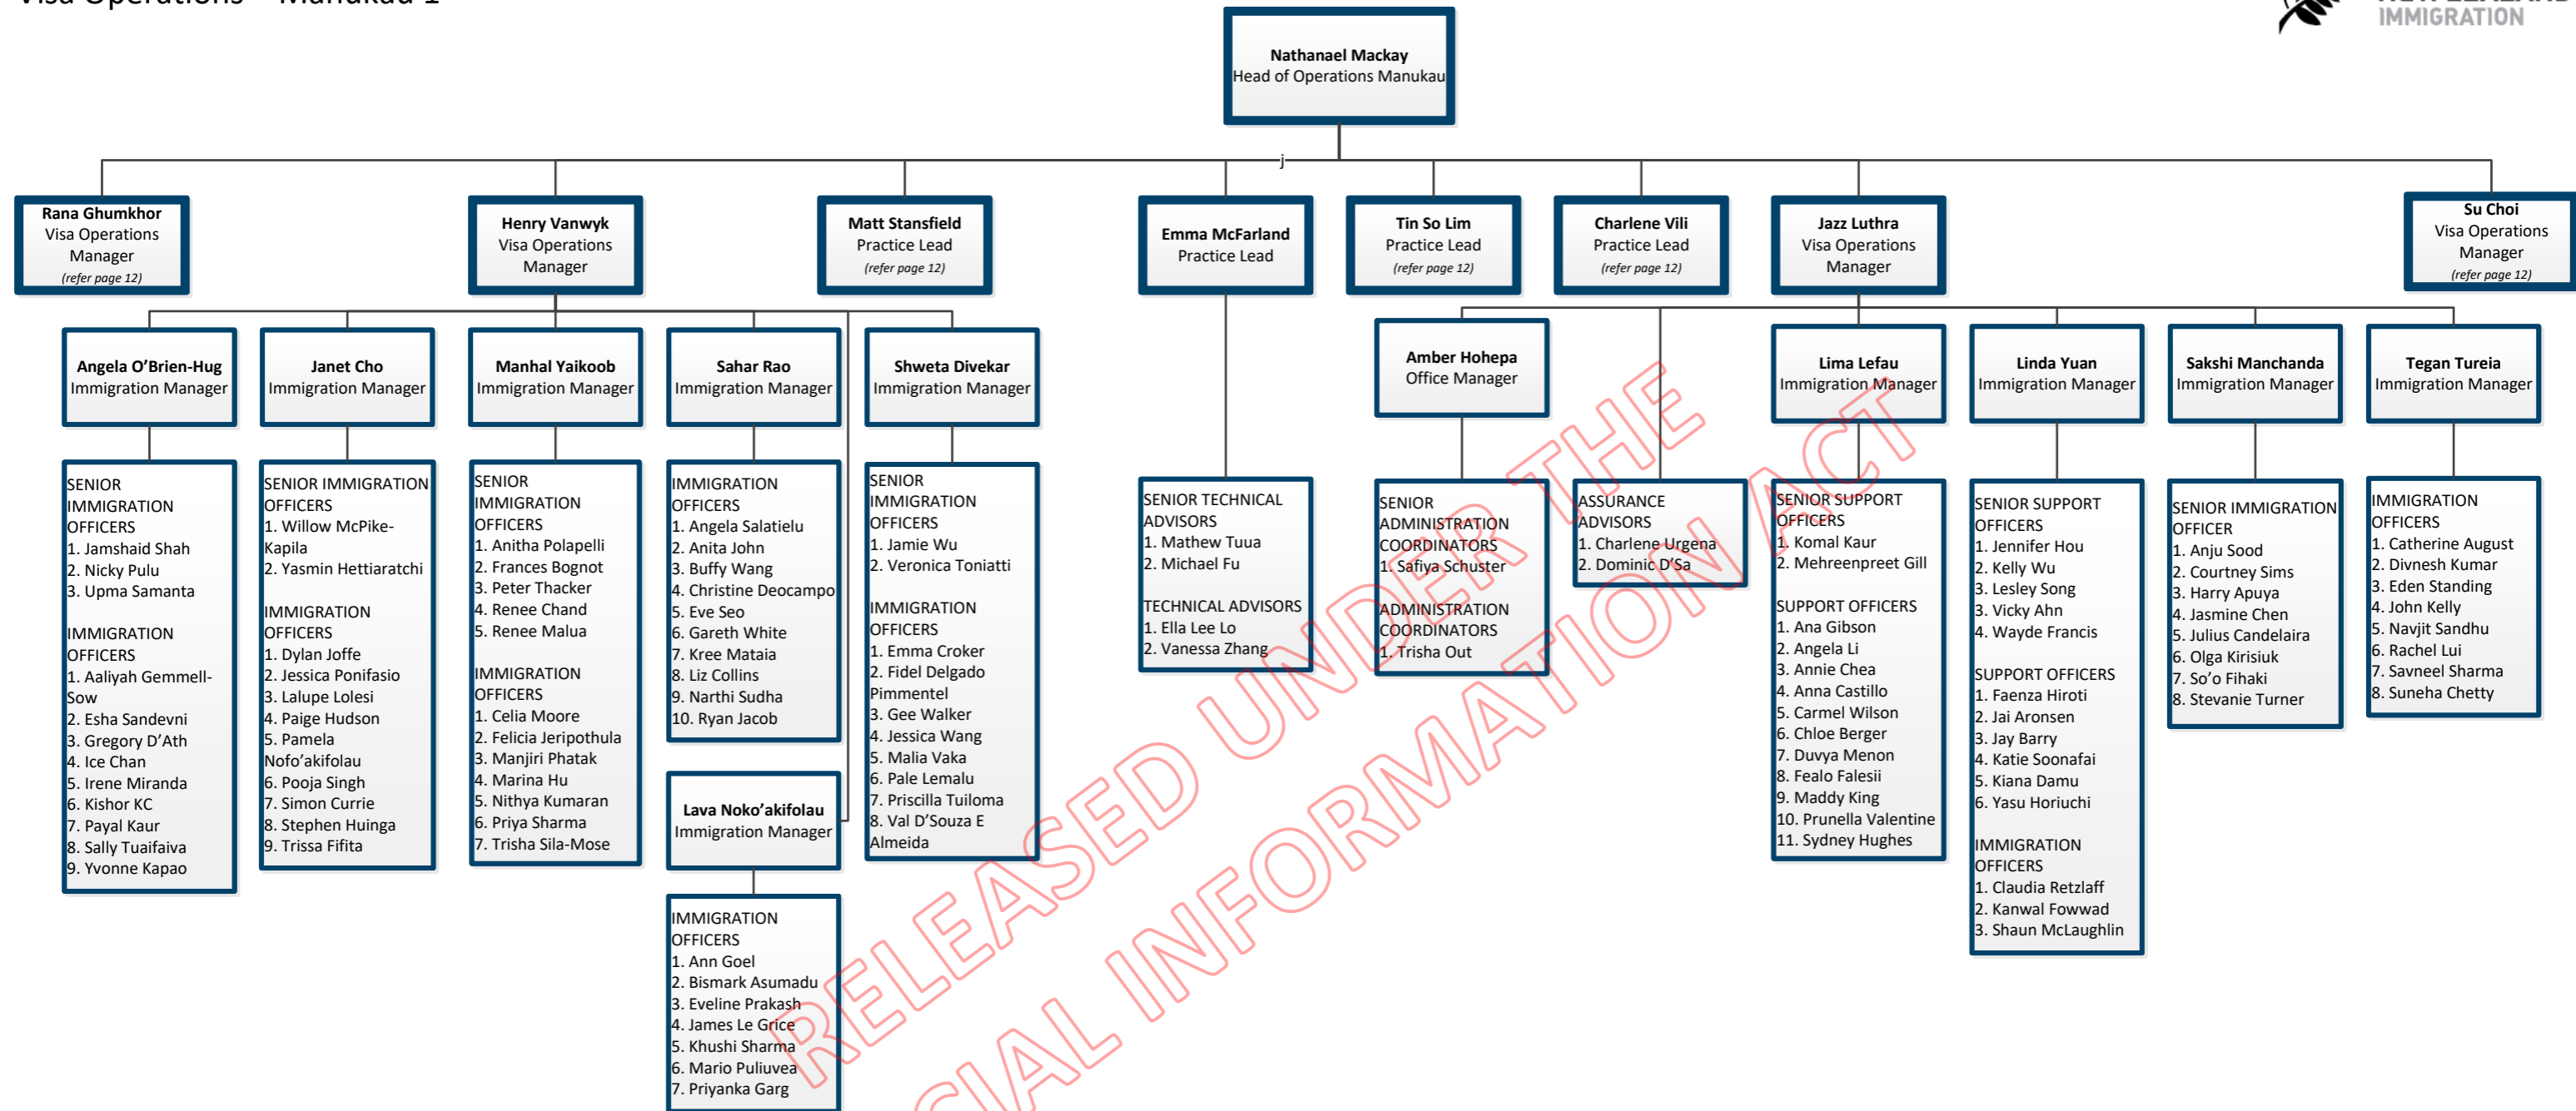 Visa Operations – Manukau 1
IMMIGRATION
Nathanael Mackay
Head of Operations Manukau
j
Rana Ghumkhor
Visa Operations
Manager
(refer page 12)
Henry Vanwyk
Visa Operations
Manager
Matt Stansfield
Practice Lead
(refer page 12)
Emma McFarland
Practice Lead
Tin So Lim
Practice Lead
(refer page 12)
Charlene Vili
Practice Lead
(refer page 12)
Jazz Luthra
Visa Operations
Manager
Su Choi
Visa Operations
Manager
(refer page 12)
Angela O’Brien-Hug
Immigration Manager
Janet Cho
Immigration Manager
Manhal Yaikoob
Immigration Manager
Sahar Rao
Immigration Manager
Shweta Divekar
Immigration Manager
Amber Hohepa
Office Manager
Lima Lefau
Immigration Manager
Linda Yuan
Immigration Manager
Sakshi Manchanda
Immigration Manager
Tegan Tureia
Immigration Manager
SENIOR
IMMIGRATION
OFFICERS
1. Jamshaid Shah
2. Nicky Pulu
3. Upma Samanta
IMMIGRATION
OFFICERS
1. Aaliyah Gemmell-
Sow
2. Esha Sandevni
3. Gregory D’Ath
4. Ice Chan
5. Irene Miranda
6. Kishor KC
7. Payal Kaur
8. Sally Tuaifaiva
9. Yvonne Kapao
SENIOR IMMIGRATION
OFFICERS
1. Willow McPike-
Kapila
2. Yasmin Hettiaratchi
IMMIGRATION
OFFICERS
1. Dylan Joffe
2. Jessica Ponifasio
3. Lalupe Lolesi
4. Paige Hudson
5. Pamela
Nofo’akifolau
6. Pooja Singh
7. Simon Currie
8. Stephen Huinga
9. Trissa Fifita
SENIOR
IMMIGRATION
OFFICERS
1. Anitha Polapelli
2. Frances Bognot
3. Peter Thacker
4. Renee Chand
5. Renee Malua
IMMIGRATION
OFFICERS
1. Celia Moore
2. Felicia Jeripothula
3. Manjiri Phatak
4. Marina Hu
5. Nithya Kumaran
6. Priya Sharma
7. Trisha Sila-Mose
IMMIGRATION
OFFICERS
1. Angela Salatielu
2. Anita John
3. Buffy Wang
4. Christine Deocampo
5. Eve Seo
6. Gareth White
7. Kree Mataia
8. Liz Collins
9. Narthi Sudha
10. Ryan Jacob
Lava Noko’akifolau
Immigration Manager
IMMIGRATION
OFFICERS
1. Ann Goel
2. Bismark Asumadu
3. Eveline Prakash
4. James Le Grice
5. Khushi Sharma
6. Mario Puliuvea
7. Priyanka Garg
SENIOR
IMMIGRATION
OFFICERS
1. Jamie Wu
2. Veronica Toniatti
IMMIGRATION
OFFICERS
1. Emma Croker
2. Fidel Delgado
Pimmentel
3. Gee Walker
4. Jessica Wang
5. Malia Vaka
6. Pale Lemalu
7. Priscilla Tuiloma
8. Val D’Souza E
Almeida
SENIOR TECHNICAL
ADVISORS
1. Mathew Tuua
2. Michael Fu
TECHNICAL ADVISORS
1. Ella Lee Lo
2. Vanessa Zhang
SENIOR
ADMINISTRATION
COORDINATORS
1. Safiya Schuster
ADMINISTRATION
COORDINATORS
1. Trisha Out
ASSURANCE
ADVISORS
1. Charlene Urgena
2. Dominic D’Sa
SENIOR SUPPORT
OFFICERS
1. Komal Kaur
2. Mehreenpreet Gill
SUPPORT OFFICERS
1. Ana Gibson
2. Angela Li
3. Annie Chea
4. Anna Castillo
5. Carmel Wilson
6. Chloe Berger
7. Duvya Menon
8. Fealo Falesii
9. Maddy King
10. Prunella Valentine
11. Sydney Hughes
SENIOR SUPPORT
OFFICERS
1. Jennifer Hou
2. Kelly Wu
3. Lesley Song
3. Vicky Ahn
4. Wayde Francis
SUPPORT OFFICERS
1. Faenza Hiroti
2. Jai Aronsen
3. Jay Barry
4. Katie Soonafai
5. Kiana Damu
6. Yasu Horiuchi
IMMIGRATION
OFFICERS
1. Claudia Retzlaff
2. Kanwal Fowwad
3. Shaun McLaughlin
SENIOR IMMIGRATION
OFFICER
1. Anju Sood
2. Courtney Sims
3. Harry Apuya
4. Jasmine Chen
5. Julius Candelaira
6. Olga Kirisiuk
7. So’o Fihaki
8. Stevanie Turner
IMMIGRATION
OFFICERS
1. Catherine August
2. Divnesh Kumar
3. Eden Standing
4. John Kelly
5. Navjit Sandhu
6. Rachel Lui
7. Savneel Sharma
8. Suneha Chetty
RELEASED UNDER THE
CIAL INFORMATION ACT